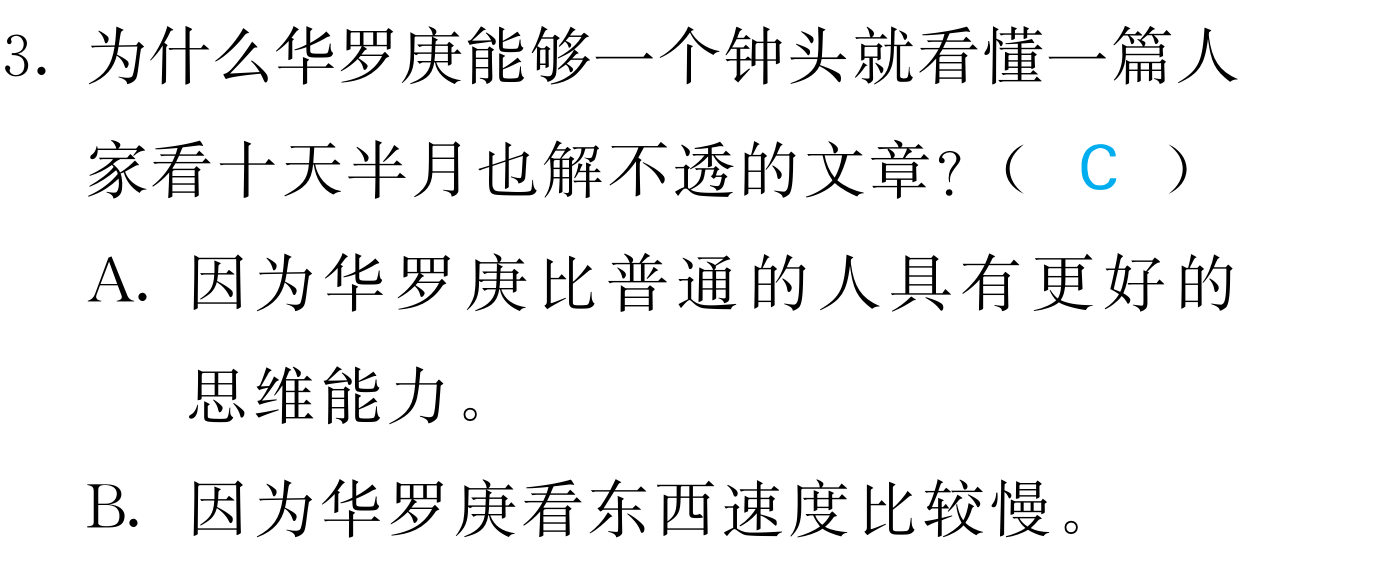 3. 为什么华罗庚能够一个钟头就看懂一篇人
家看十天半月也解不透的文章?( C )
A. 因为华罗庚比普通的人具有更好的
思维能力。
B. 因为华罗庚看东西速度比较慢。